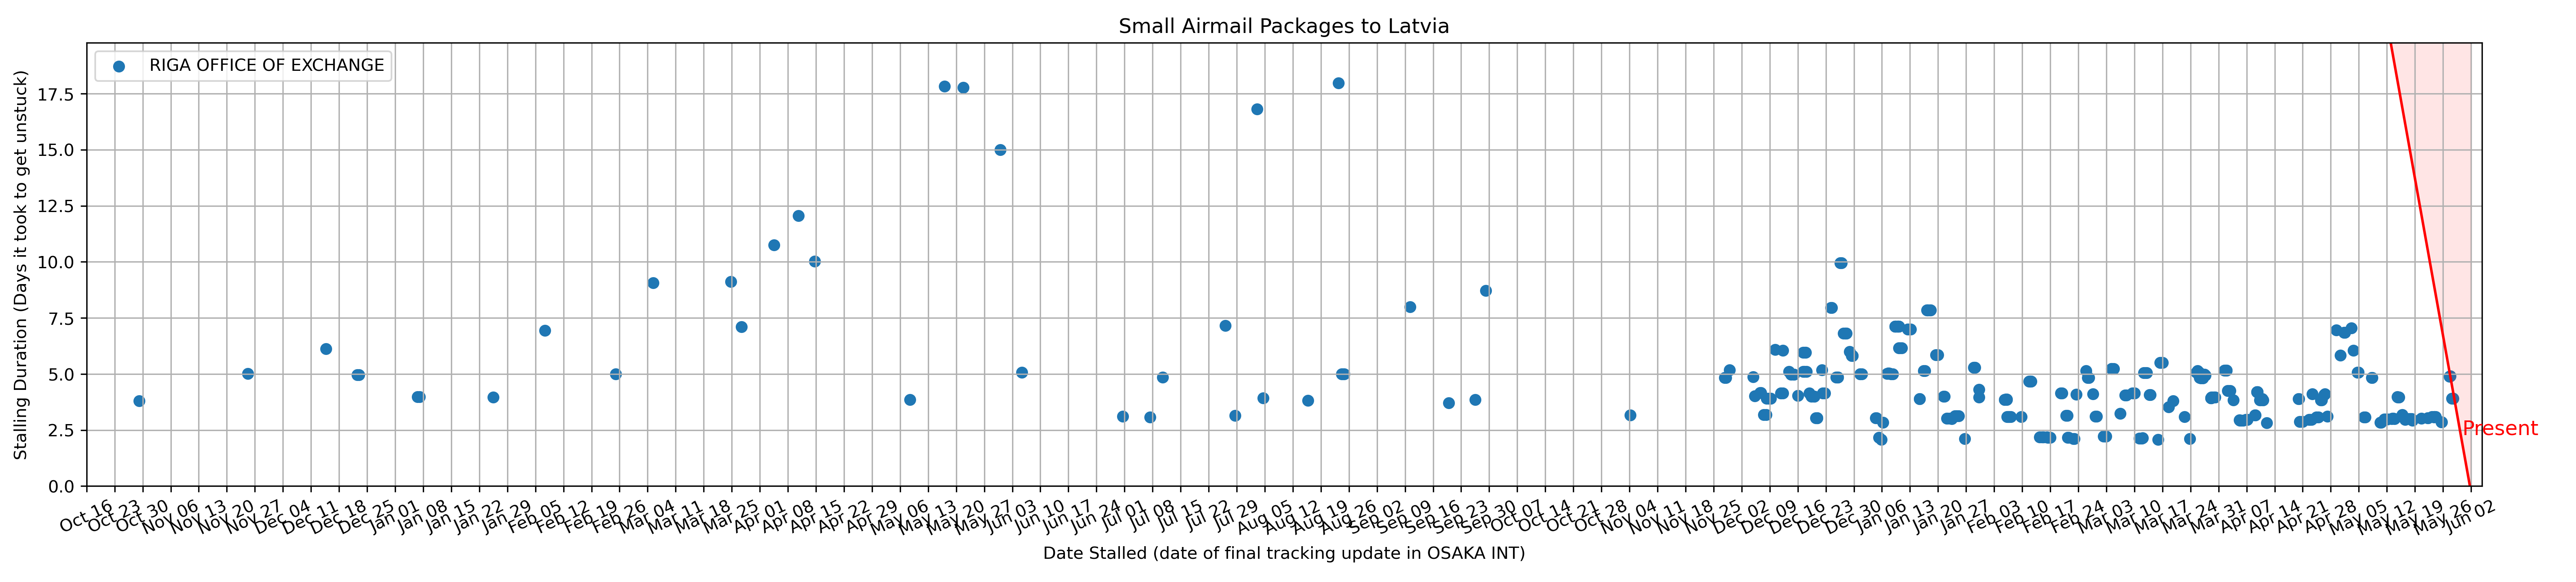 Small Airmail Packages to Latvia
RIGA OFFICE OF EXCHANGE
Stalling Duration (Days it took to get unstuck)
17.5
15.0
12.5
10.0
7.5
5.0
2.5
0.0
Present
Oct 16 Oct 23 Oct 30 Nov 06 Nov 13 Nov 20 Nov 27 Dec 04 Dec 11 Dec 18 Dec 25 Jan 01 Jan 08 Jan 15 Jan 22 Jan 29 Feb 05 Feb 12 Feb 19 Feb 26 Mar 04 Mar 11 Mar 18 Mar 25 Apr 01 Apr 08 Apr 15 Apr 22 Apr 29 May 06 May 13 May 20 May 27 Jun 03 Jun 10 Jun 17 Jun 24 Jul 01 Jul 08 Jul 15 Jul 22 Jul 29 Aug 05 Aug 12 Aug 19 Aug 26 Sep 02 Sep 09 Sep 16 Sep 23 Sep 30 Oct 07 Oct 14 Oct 21 Oct 28 Nov 04 Nov 11 Nov 18 Nov 25 Dec 02 Dec 09 Dec 16 Dec 23 Dec 30 Jan 06 Jan 13 Jan 20 Jan 27 Feb 03 Feb 10 Feb 17 Feb 24 Mar 03 Mar 10 Mar 17 Mar 24 Mar 31 Apr 07 Apr 14 Apr 21 Apr 28 May 05 May 12 May 19 May 26 Jun 02
Date Stalled (date of final tracking update in OSAKA INT)